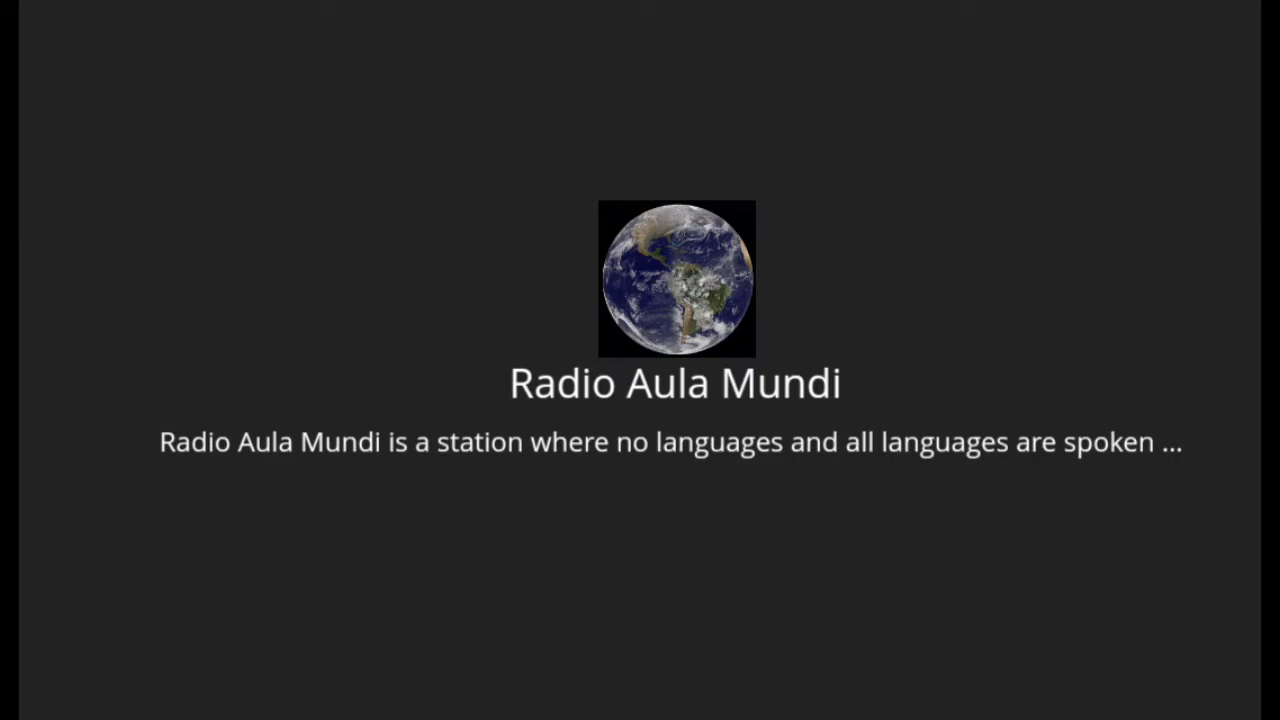 Radio Aula Mundi
Radio Aula Mundi is a station where no languages and all languages are spoken ...